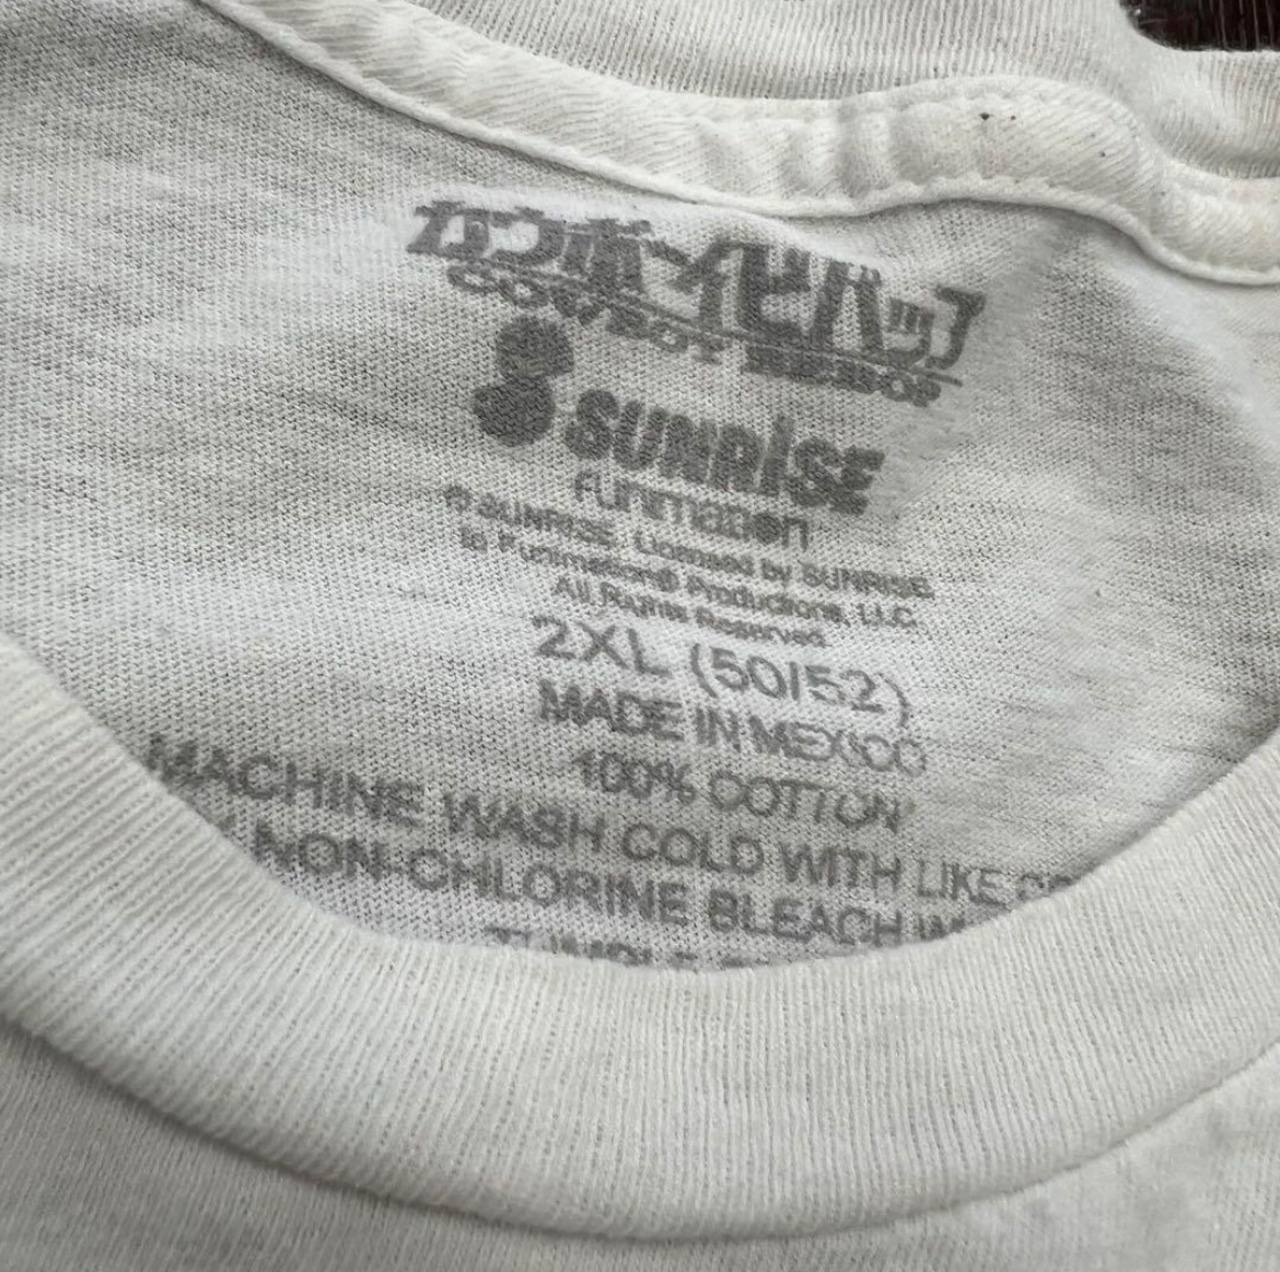 カウボーイビバップ
COWBOY BEBOP
SUNRISE
FUNIMATION
© SUNRISE. Licensed by SUNRISE
to Funimation® Productions, LLC.
All Rights Reserved.
2XL (50/52)
MADE IN MEXICO
100% COTTON
MACHINE WASH COLD WITH LIKE
NON-CHLORINE BLEACH
TUMBLE